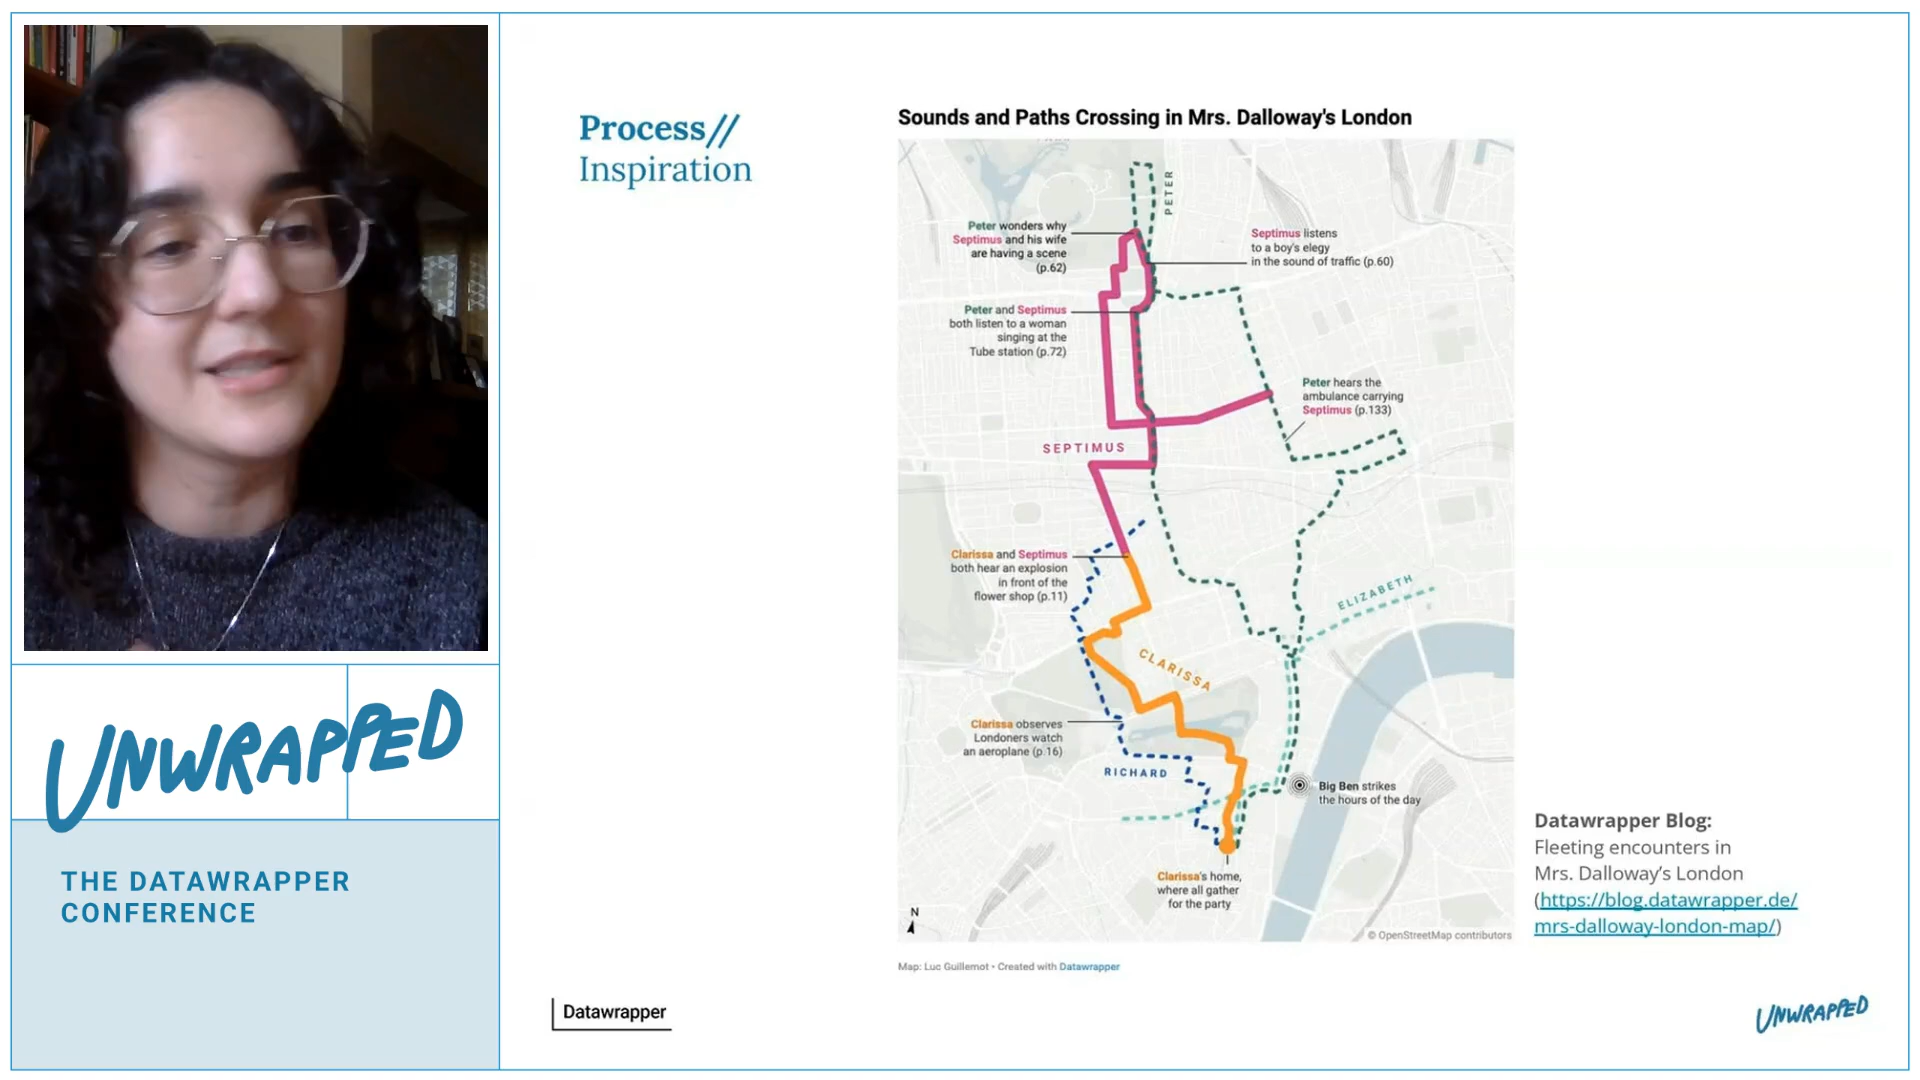 Process//
Inspiration
Sounds and Paths Crossing in Mrs. Dalloway's London
PETER
Peter wonders why
Septimus and his wife
are having a scene
(p.62)
Septimus listens
to a boy's elegy
in the sound of traffic (p.60)
Peter and Septimus
both listen to a woman
singing at the
Tube station (p.72)
Peter hears the
ambulance carrying
Septimus (p.133)
SEPTIMUS
Clarissa and Septimus
both hear an explosion
in front of the
flower shop (p.11)
ELIZABETH
CLARISSA
Clarissa observes
Londoners watch
an aeroplane (p.16)
RICHARD
Big Ben strikes
the hours of the day
Clarissa's home,
where all gather
for the party
N
© OpenStreetMap contributors
Map: Luc Guillemot • Created with Datawrapper
Datawrapper Blog:
Fleeting encounters in
Mrs. Dalloway's London
(https://blog.datawrapper.de/
mrs-dalloway-london-map/)
UNWRAPPED
THE DATAWRAPPER
CONFERENCE
Datawrapper
UNWRAPPED